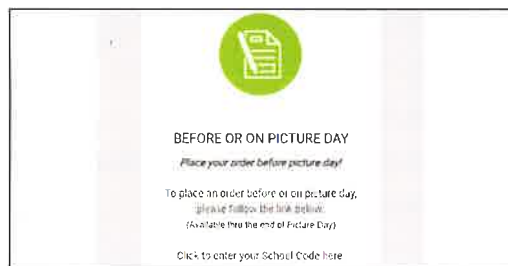 BEFORE OR ON PICTURE DAY
Place your order before picture day!
To place an order before or on picture day,
please follow the link below.
(Available thru the end of Picture Day)
Click to enter your School Code here